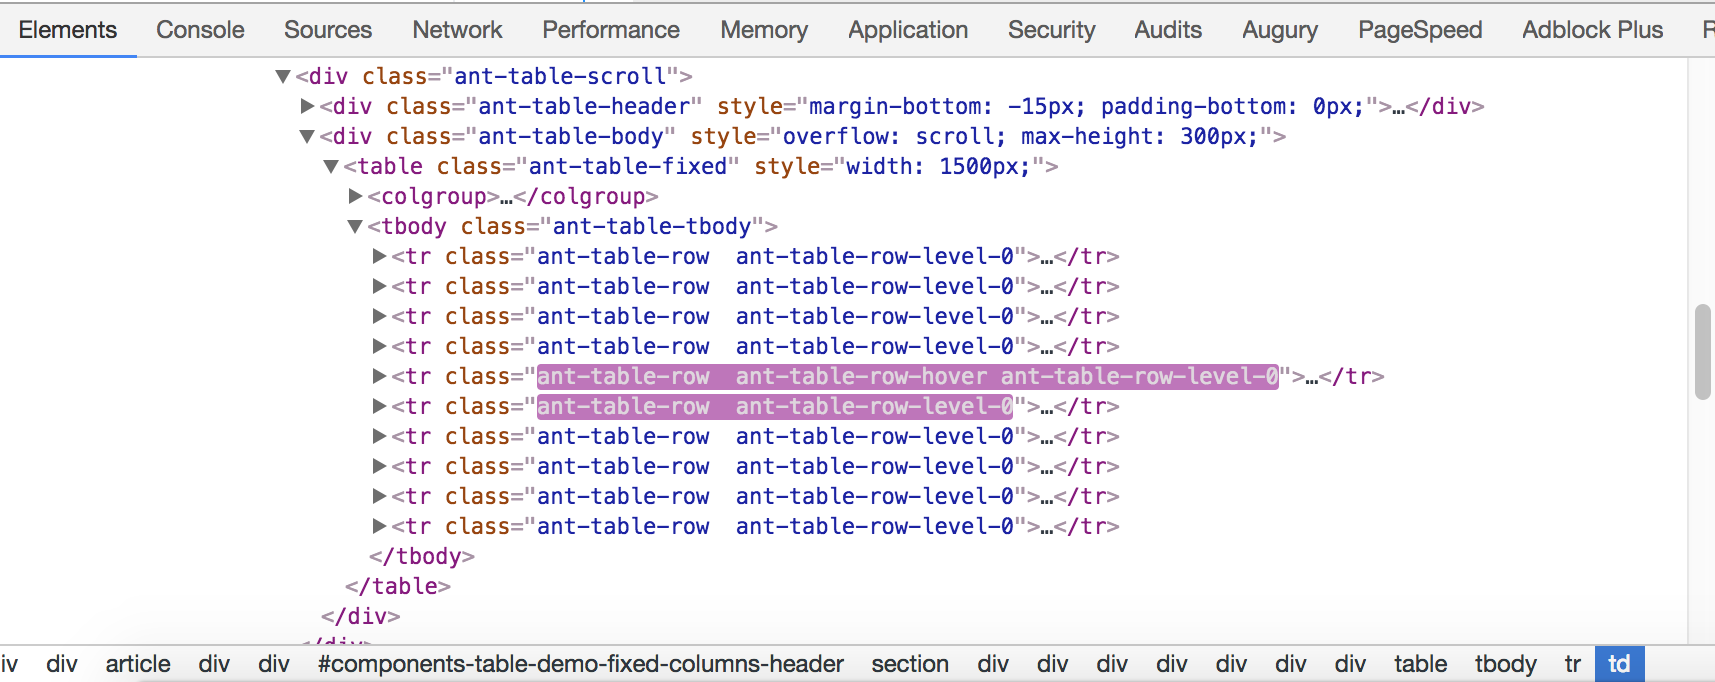 Elements Console Sources Network Performance Memory Application Security Audits Augury PageSpeed Adblock Plus R
<div class="ant-table-scroll">
<div class="ant-table-header" style="margin-bottom: -15px; padding-bottom: 0px;">…</div>
<div class="ant-table-body" style="overflow: scroll; max-height: 300px;">
<table class="ant-table-fixed" style="width: 1500px;">
<colgroup>…</colgroup>
<tbody class="ant-table-tbody">
<tr class="ant-table-row  ant-table-row-level-0">…</tr>
<tr class="ant-table-row  ant-table-row-level-0">…</tr>
<tr class="ant-table-row  ant-table-row-level-0">…</tr>
<tr class="ant-table-row  ant-table-row-level-0">…</tr>
<tr class="ant-table-row  ant-table-row-hover ant-table-row-level-0">…</tr>
<tr class="ant-table-row  ant-table-row-level-0">…</tr>
<tr class="ant-table-row  ant-table-row-level-0">…</tr>
<tr class="ant-table-row  ant-table-row-level-0">…</tr>
<tr class="ant-table-row  ant-table-row-level-0">…</tr>
<tr class="ant-table-row  ant-table-row-level-0">…</tr>
</tbody>
</table>
</div>
</div>
iv div article div div #components-table-demo-fixed-columns-header section div div div div div div div table tbody tr td